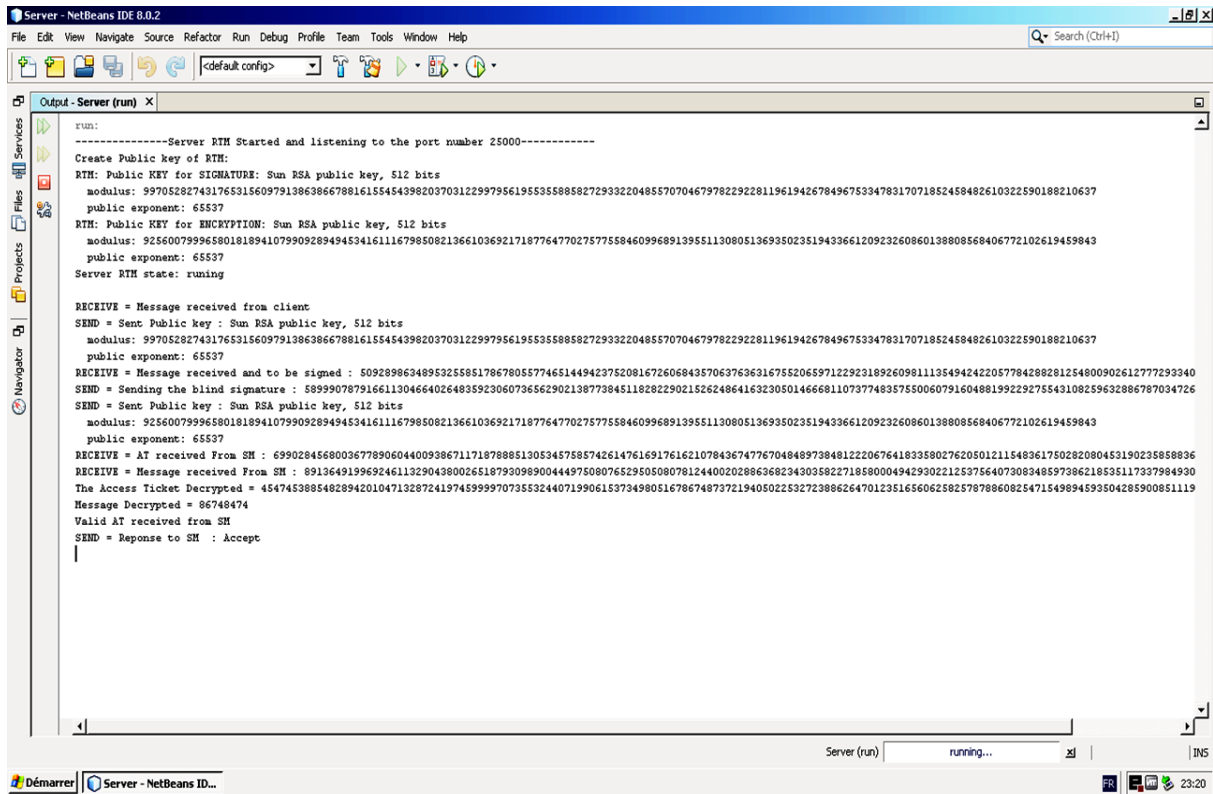 Server - NetBeans IDE 8.0.2
File Edit View Navigate Source Refactor Run Debug Profile Team Tools Window Help
Search (Ctrl+I)
<default config>
Output - Server (run) X
Services
Files
Projects
Navigator
run:
---------------Server RTM Started and listening to the port number 25000------------
Create Public key of RTM:
RTM: Public KEY for SIGNATURE: Sun RSA public key, 512 bits
modulus:
public exponent: 65537
RTM: Public KEY for ENCRYPTION: Sun RSA public key, 512 bits
modulus:
public exponent: 65537
Server RTM state: runing
RECEIVE = Message received from client
SEND = Sent Public key : Sun RSA public key, 512 bits
modulus:
public exponent: 65537
RECEIVE = Message received and to be signed :
SEND = Sending the blind signature :
SEND = Sent Public key : Sun RSA public key, 512 bits
modulus:
public exponent: 65537
RECEIVE = AT received From SM :
RECEIVE = Message received From SM :
The Access Ticket Decrypted =
Message Decrypted = 86748474
Valid AT received from SM
SEND = Reponse to SM : Accept
Server (run) running... INS
Démarrer Server - NetBeans ID... FR 23:20